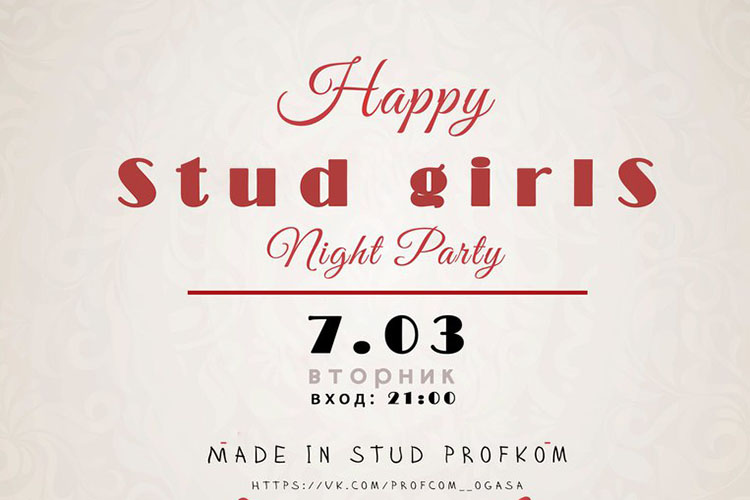 Happy
Stud girlS
Night Party
7.03
вторник
вход: 21:00
MADE IN STUD PROFKOM
HTTPS://VK.COM/PROFCOM__OGASA